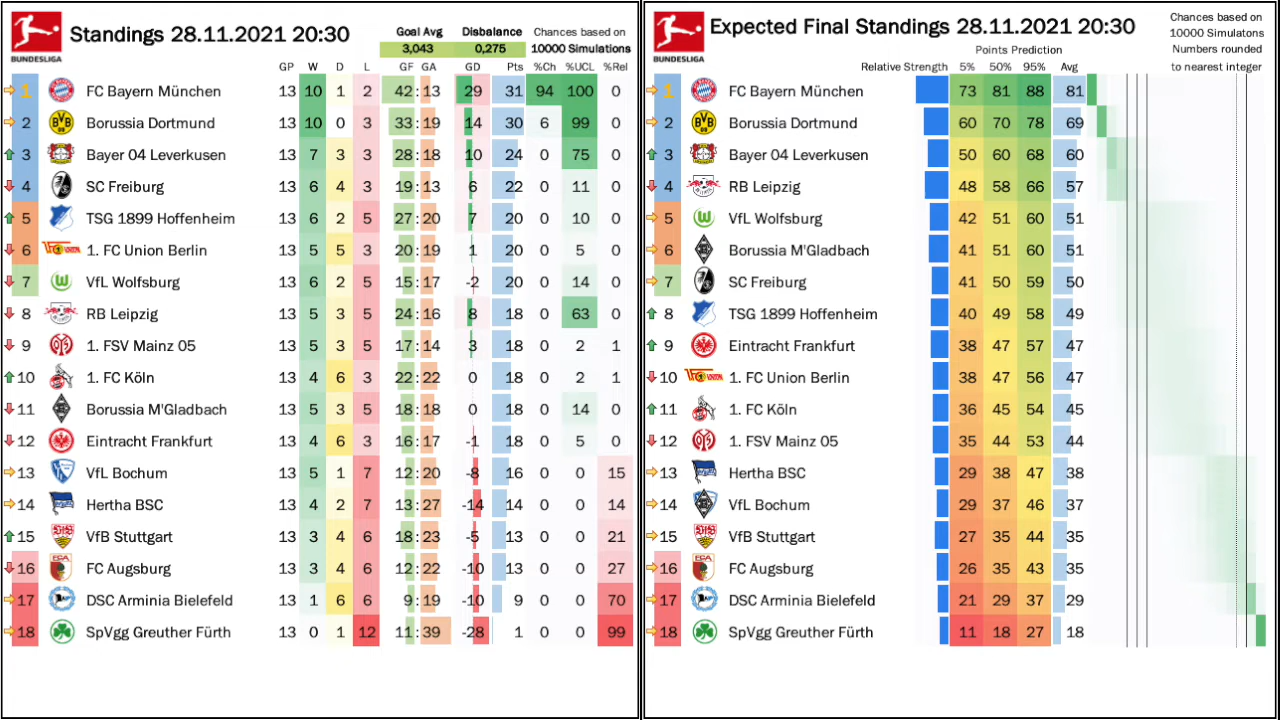 BUNDESLIGA
Standings 28.11.2021 20:30
Goal Avg Disbalance Chances based on
3,043 0,275 10000 Simulations
GP W D L GF GA GD Pts %Ch %UCL %Rel
1 FC Bayern München 13 10 1 2 42:13 29 31 94 100 0
2 Borussia Dortmund 13 10 0 3 33:19 14 30 6 99 0
3 Bayer 04 Leverkusen 13 7 3 3 28:18 10 24 0 75 0
4 SC Freiburg 13 6 4 3 19:13 6 22 0 11 0
5 TSG 1899 Hoffenheim 13 6 2 5 27:20 7 20 0 10 0
6 1. FC Union Berlin 13 5 5 3 20:19 1 20 0 5 0
7 VfL Wolfsburg 13 6 2 5 15:17 -2 20 0 14 0
8 RB Leipzig 13 5 3 5 24:16 8 18 0 63 0
9 1. FSV Mainz 05 13 5 3 5 17:14 3 18 0 2 1
10 1. FC Köln 13 4 6 3 22:22 0 18 0 2 1
11 Borussia M'Gladbach 13 5 3 5 18:18 0 18 0 14 0
12 Eintracht Frankfurt 13 4 6 3 16:17 -1 18 0 5 0
13 VfL Bochum 13 5 1 7 12:20 -8 16 0 0 15
14 Hertha BSC 13 4 2 7 13:27 -14 14 0 0 14
15 VfB Stuttgart 13 3 4 6 18:23 -5 13 0 0 21
16 FC Augsburg 13 3 4 6 12:22 -10 13 0 0 27
17 DSC Arminia Bielefeld 13 1 6 6 9:19 -10 9 0 0 70
18 SpVgg Greuther Fürth 13 0 1 12 11:39 -28 1 0 0 99
BUNDESLIGA
Expected Final Standings 28.11.2021 20:30
Chances based on
10000 Simulatons
Numbers rounded
to nearest integer
Points Prediction
Relative Strength 5% 50% 95% Avg
1 FC Bayern München 73 81 88 81
2 Borussia Dortmund 60 70 78 69
3 Bayer 04 Leverkusen 50 60 68 60
4 RB Leipzig 48 58 66 57
5 VfL Wolfsburg 42 51 60 51
6 Borussia M'Gladbach 41 51 60 51
7 SC Freiburg 41 50 59 50
8 TSG 1899 Hoffenheim 40 49 58 49
9 Eintracht Frankfurt 38 47 57 47
10 1. FC Union Berlin 38 47 56 47
11 1. FC Köln 36 45 54 45
12 1. FSV Mainz 05 35 44 53 44
13 Hertha BSC 29 38 47 38
14 VfL Bochum 29 37 46 37
15 VfB Stuttgart 27 35 44 35
16 FC Augsburg 26 35 43 35
17 DSC Arminia Bielefeld 21 29 37 29
18 SpVgg Greuther Fürth 11 18 27 18